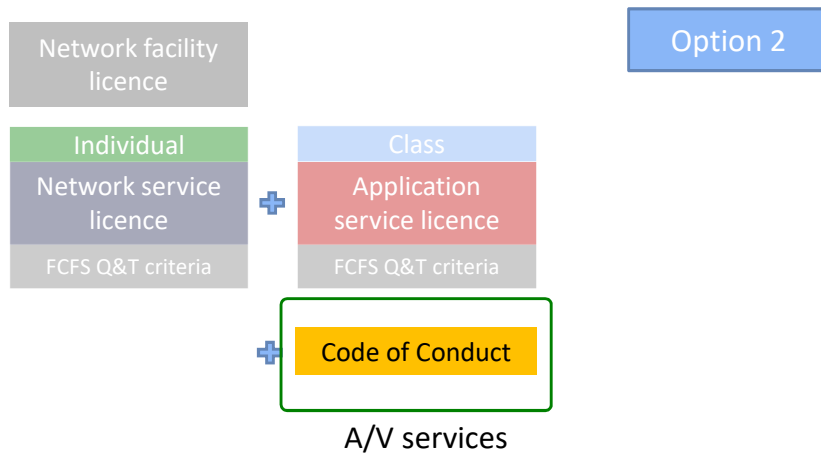 Option 2
Network facility
licence
Individual
Network service
licence
FCFS Q&T criteria
Class
Application
service licence
FCFS Q&T criteria
Code of Conduct
A/V services